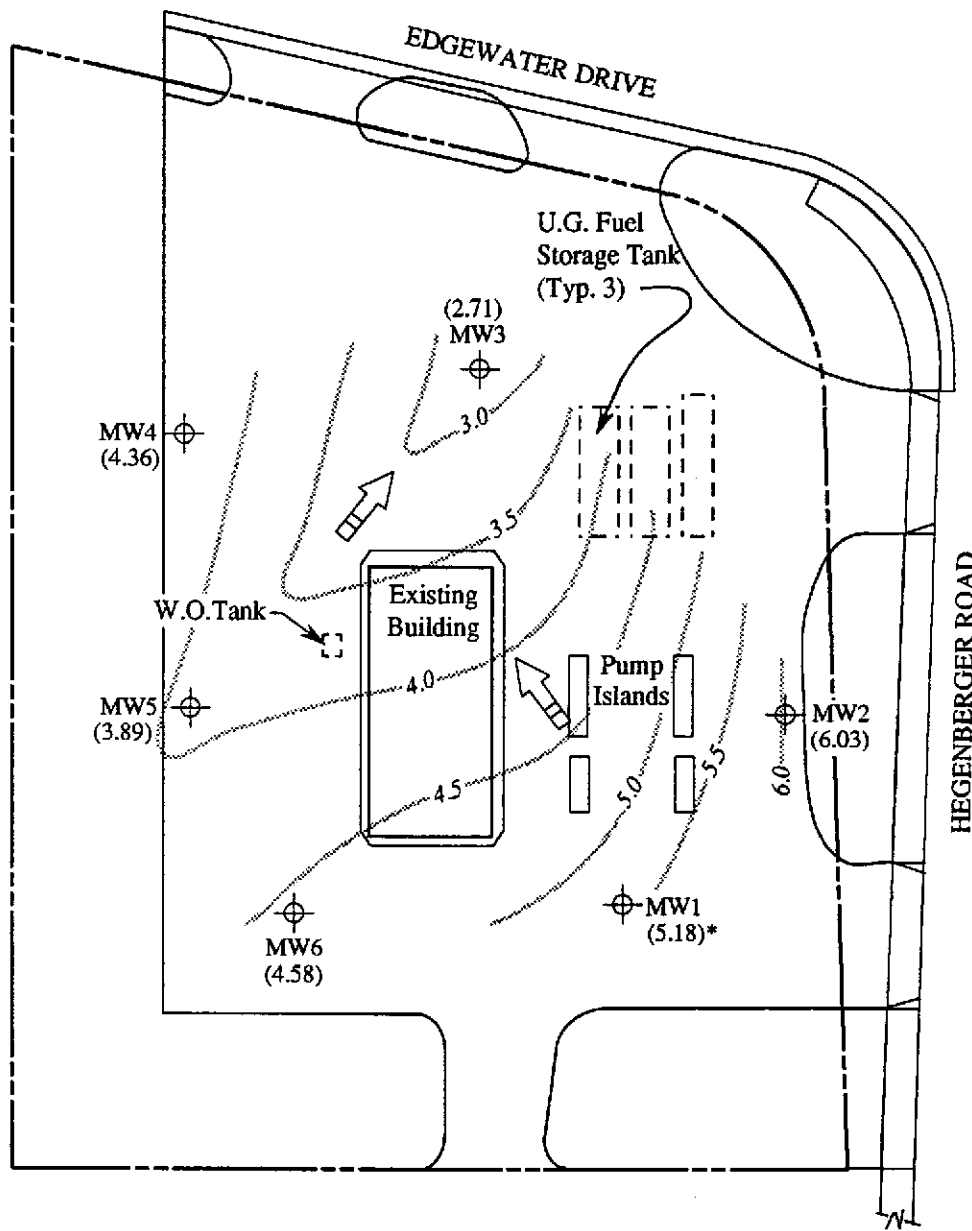 EDGEWATER DRIVE
U.G. Fuel
Storage Tank
(Typ. 3)
(2.71)
MW3
3.0
MW4
(4.36)
3.5
W.O.Tank
Existing
Building
Pump
Islands
4.0
MW5
(3.89)
MW2
(6.03)
HEGENBERGER ROAD
4.5
5.0
5.5
6.0
MW1
(5.18)*
MW6
(4.58)